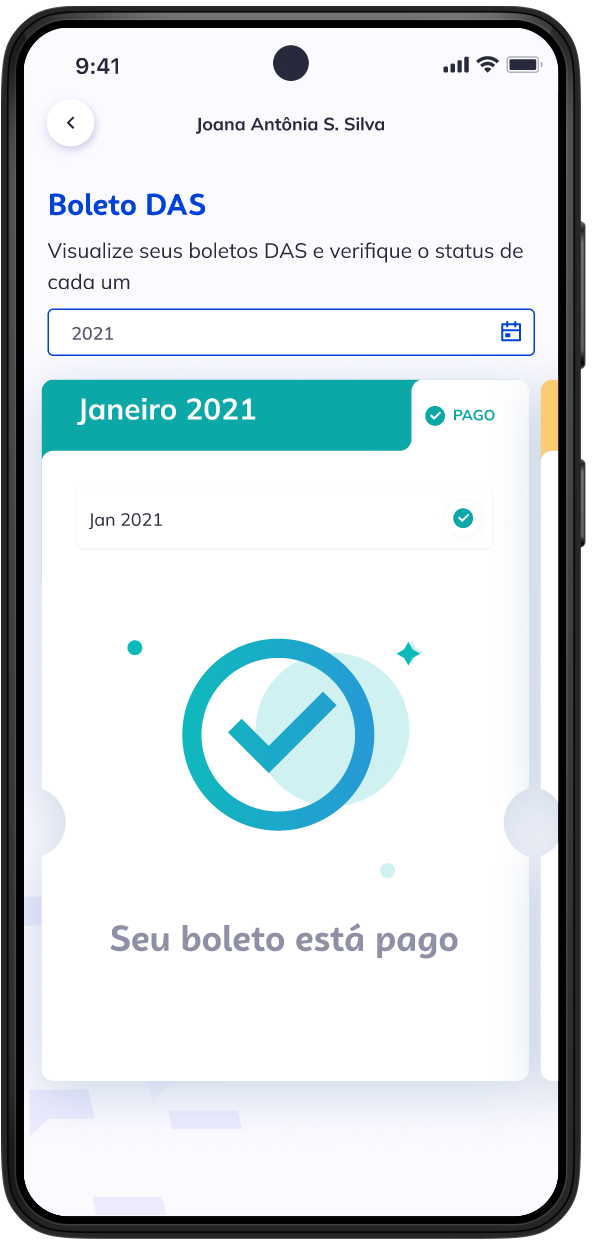 9:41
Joana Antônia S. Silva
Boleto DAS
Visualize seus boletos DAS e verifique o status de
cada um
2021
Janeiro 2021
PAGO
Jan 2021
Seu boleto está pago